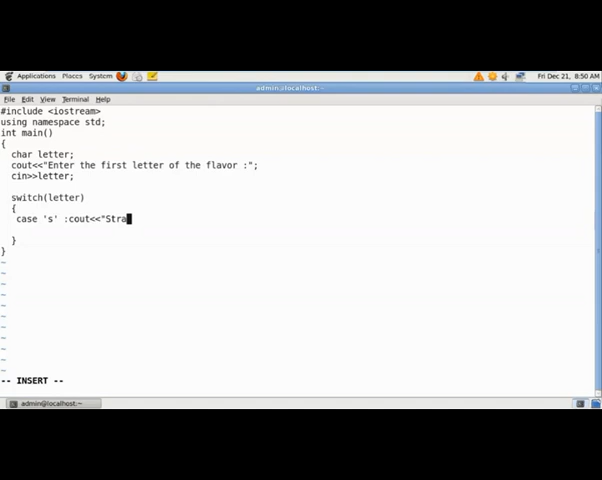 Applications Places System Fri Dec 21, 8:50 AM
admin@localhost:~
File Edit View Terminal Help
#include <iostream>
using namespace std;
int main()
{
char letter;
cout<<"Enter the first letter of the flavor :";
cin>>letter;
switch(letter)
{
case 's' :cout<<"Stra
}
}
~
~
~
~
~
~
~
~
~
~
~
-- INSERT --
admin@localhost:~